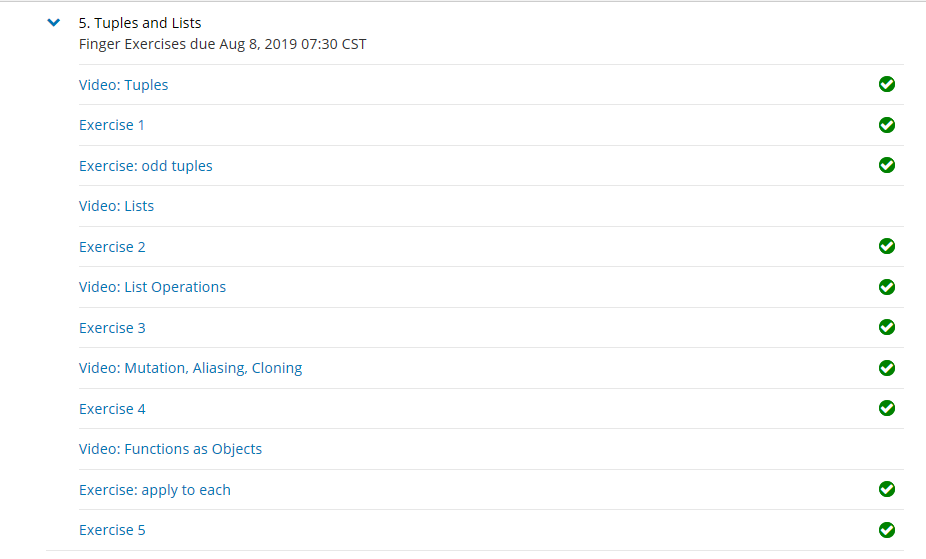 5. Tuples and Lists
Finger Exercises due Aug 8, 2019 07:30 CST
Video: Tuples
Exercise 1
Exercise: odd tuples
Video: Lists
Exercise 2
Video: List Operations
Exercise 3
Video: Mutation, Aliasing, Cloning
Exercise 4
Video: Functions as Objects
Exercise: apply to each
Exercise 5